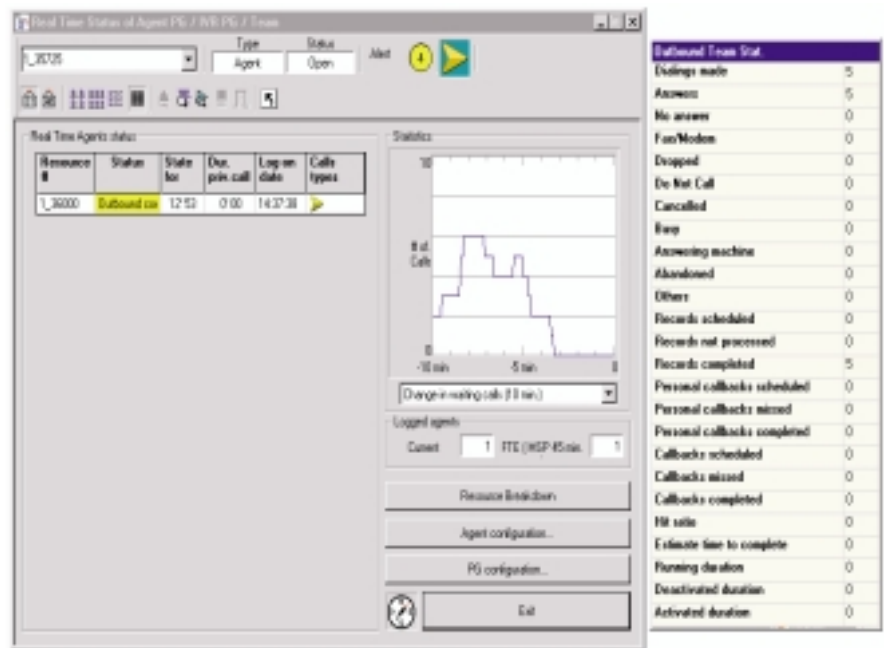 Real Time Status of Agent PG / IVR PG / Team
Type Status
1_35725 Agent Open Alert 4
Real Time Agents status
Resource # Status State for Dur. priv. call Log on date Calls types
1_36000 Outbound 12'53 0'00 14:37:38
Statistics
10
# of Calls
0
-10 min -5 min 0
Change in waiting calls (10 min.)
Logged agents
Current 1 FTE 1
Resource Breakdown
Agent configuration...
PG configuration...
Exit
Outbound Team Stat.
Dialings made 5
Answers 5
No answer 0
Fax/Modem 0
Dropped 0
Do Not Call 0
Cancelled 0
Busy 0
Answering machine 0
Abandoned 0
Others 0
Records scheduled 0
Records not processed 0
Records completed 5
Personal callbacks scheduled 0
Personal callbacks missed 0
Personal callbacks completed 0
Callbacks scheduled 0
Callbacks missed 0
Callbacks completed 0
Hit ratio 0
Estimate time to complete 0
Running duration 0
Deactivated duration 0
Activated duration 0